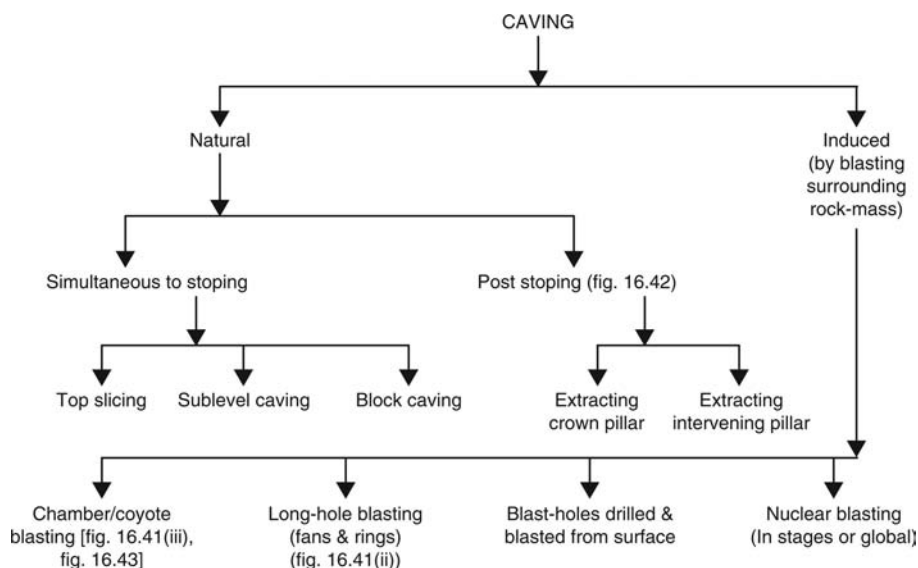 CAVING
Natural
Induced
(by blasting
surrounding
rock-mass)
Simultaneous to stoping
Post stoping (fig. 16.42)
Top slicing
Sublevel caving
Block caving
Extracting
crown pillar
Extracting
intervening pillar
Chamber/coyote
blasting [fig. 16.41(iii),
fig. 16.43]
Long-hole blasting
(fans & rings)
(fig. 16.41(ii))
Blast-holes drilled &
blasted from surface
Nuclear blasting
(In stages or global)